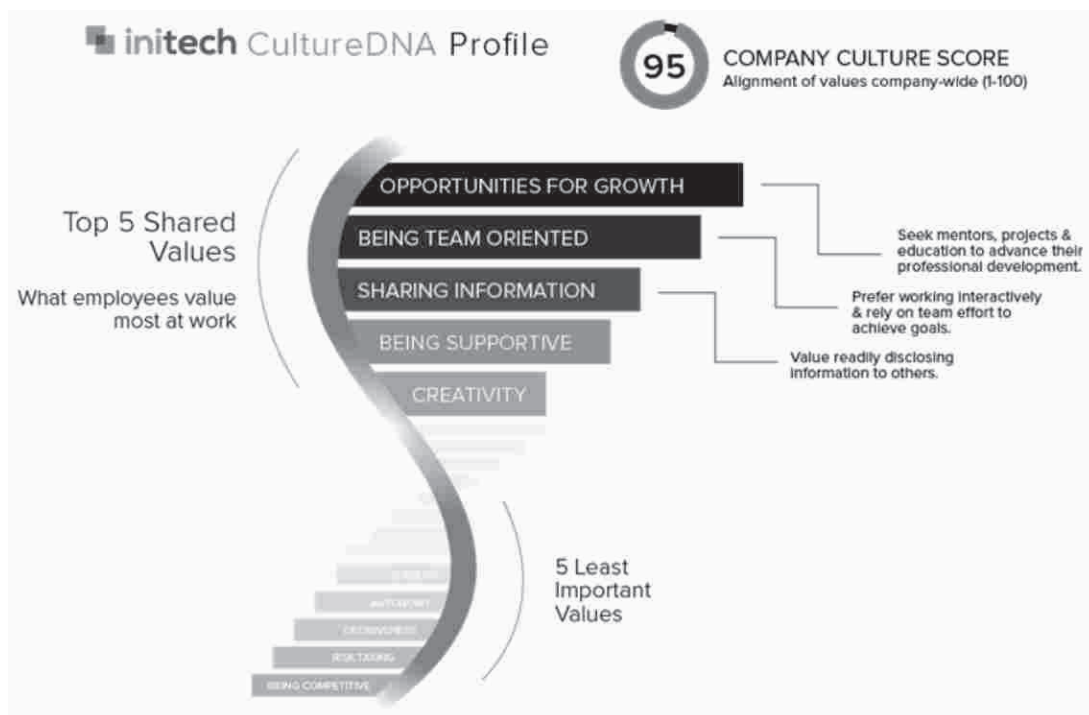 initech CultureDNA Profile
95
COMPANY CULTURE SCORE
Alignment of values company-wide (1-100)
Top 5 Shared
Values
What employees value
most at work
OPPORTUNITIES FOR GROWTH
BEING TEAM ORIENTED
SHARING INFORMATION
BEING SUPPORTIVE
CREATIVITY
Seek mentors, projects &
education to advance their
professional development.
Prefer working interactively
& rely on team effort to
achieve goals.
Value readily disclosing
information to others.
5 Least
Important
Values
DECISIVENESS
RISK TAKING
BEING COMPETITIVE